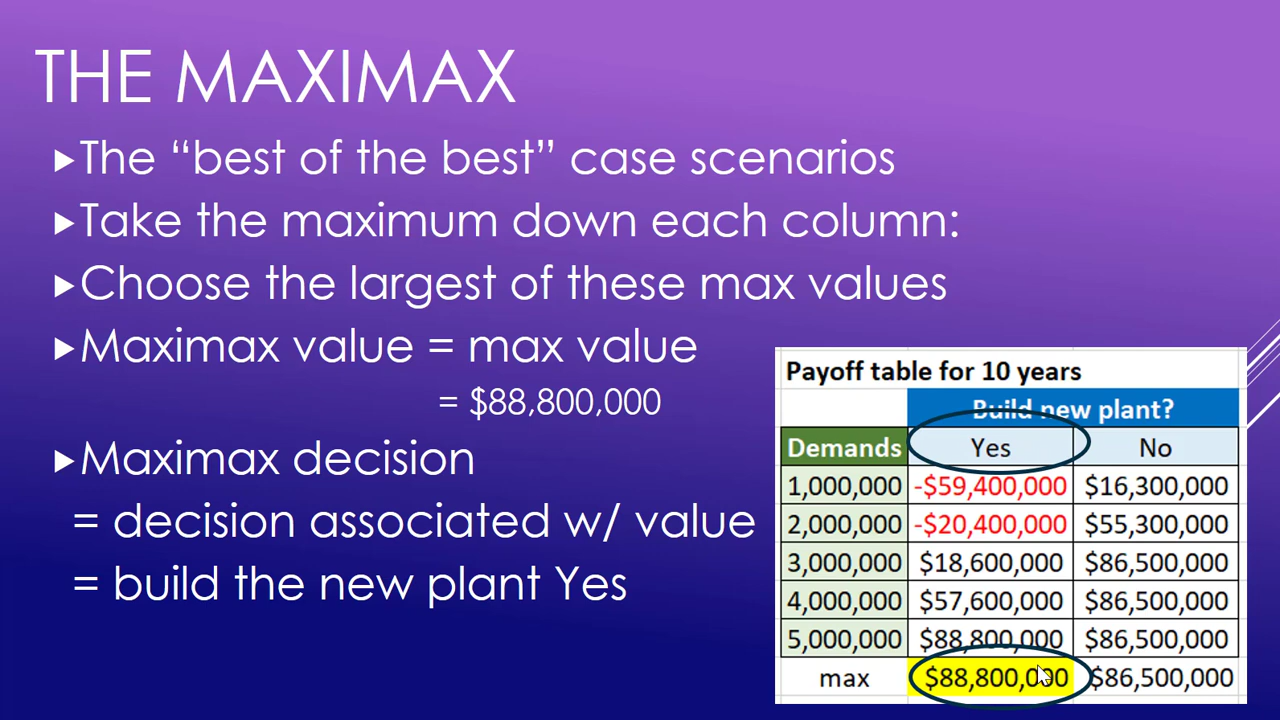 THE MAXIMAX
▶The “best of the best” case scenarios
▶Take the maximum down each column:
▶Choose the largest of these max values
▶Maximax value = max value
= $88,800,000
▶Maximax decision
= decision associated w/ value
= build the new plant Yes
Payoff table for 10 years
Build new plant?
Demands Yes No
1,000,000 -$59,400,000 $16,300,000
2,000,000 -$20,400,000 $55,300,000
3,000,000 $18,600,000 $86,500,000
4,000,000 $57,600,000 $86,500,000
5,000,000 $88,800,000 $86,500,000
max $88,800,000 $86,500,000